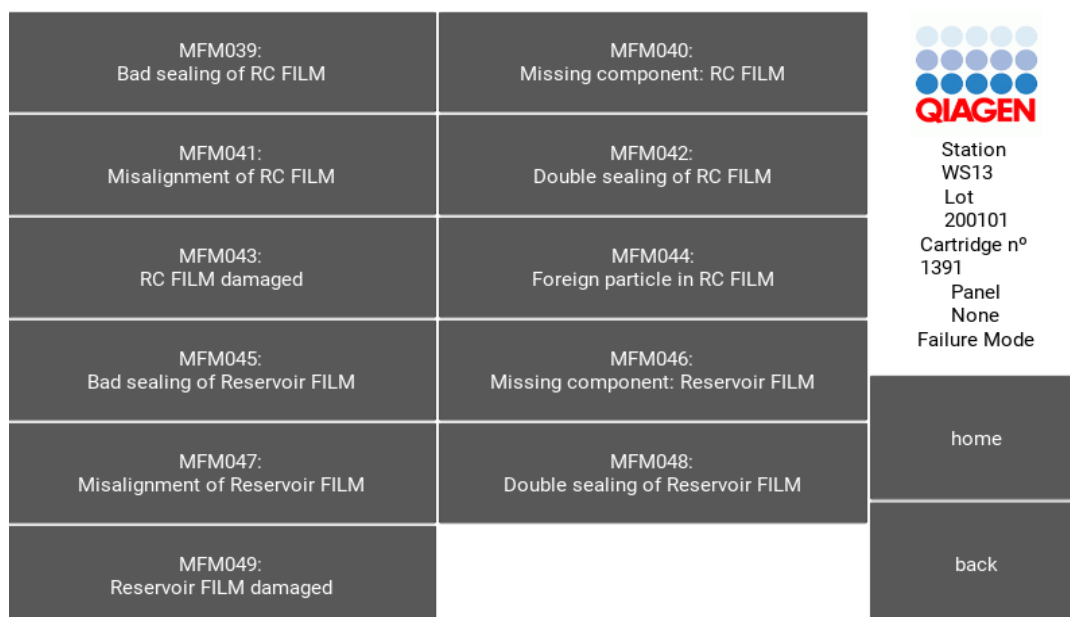 MFM039:
Bad sealing of RC FILM
MFM040:
Missing component: RC FILM
MFM041:
Misalignment of RC FILM
MFM042:
Double sealing of RC FILM
MFM043:
RC FILM damaged
MFM044:
Foreign particle in RC FILM
MFM045:
Bad sealing of Reservoir FILM
MFM046:
Missing component: Reservoir FILM
MFM047:
Misalignment of Reservoir FILM
MFM048:
Double sealing of Reservoir FILM
MFM049:
Reservoir FILM damaged
QIAGEN
Station
WS13
Lot
200101
Cartridge nº
1391
Panel
None
Failure Mode
home
back